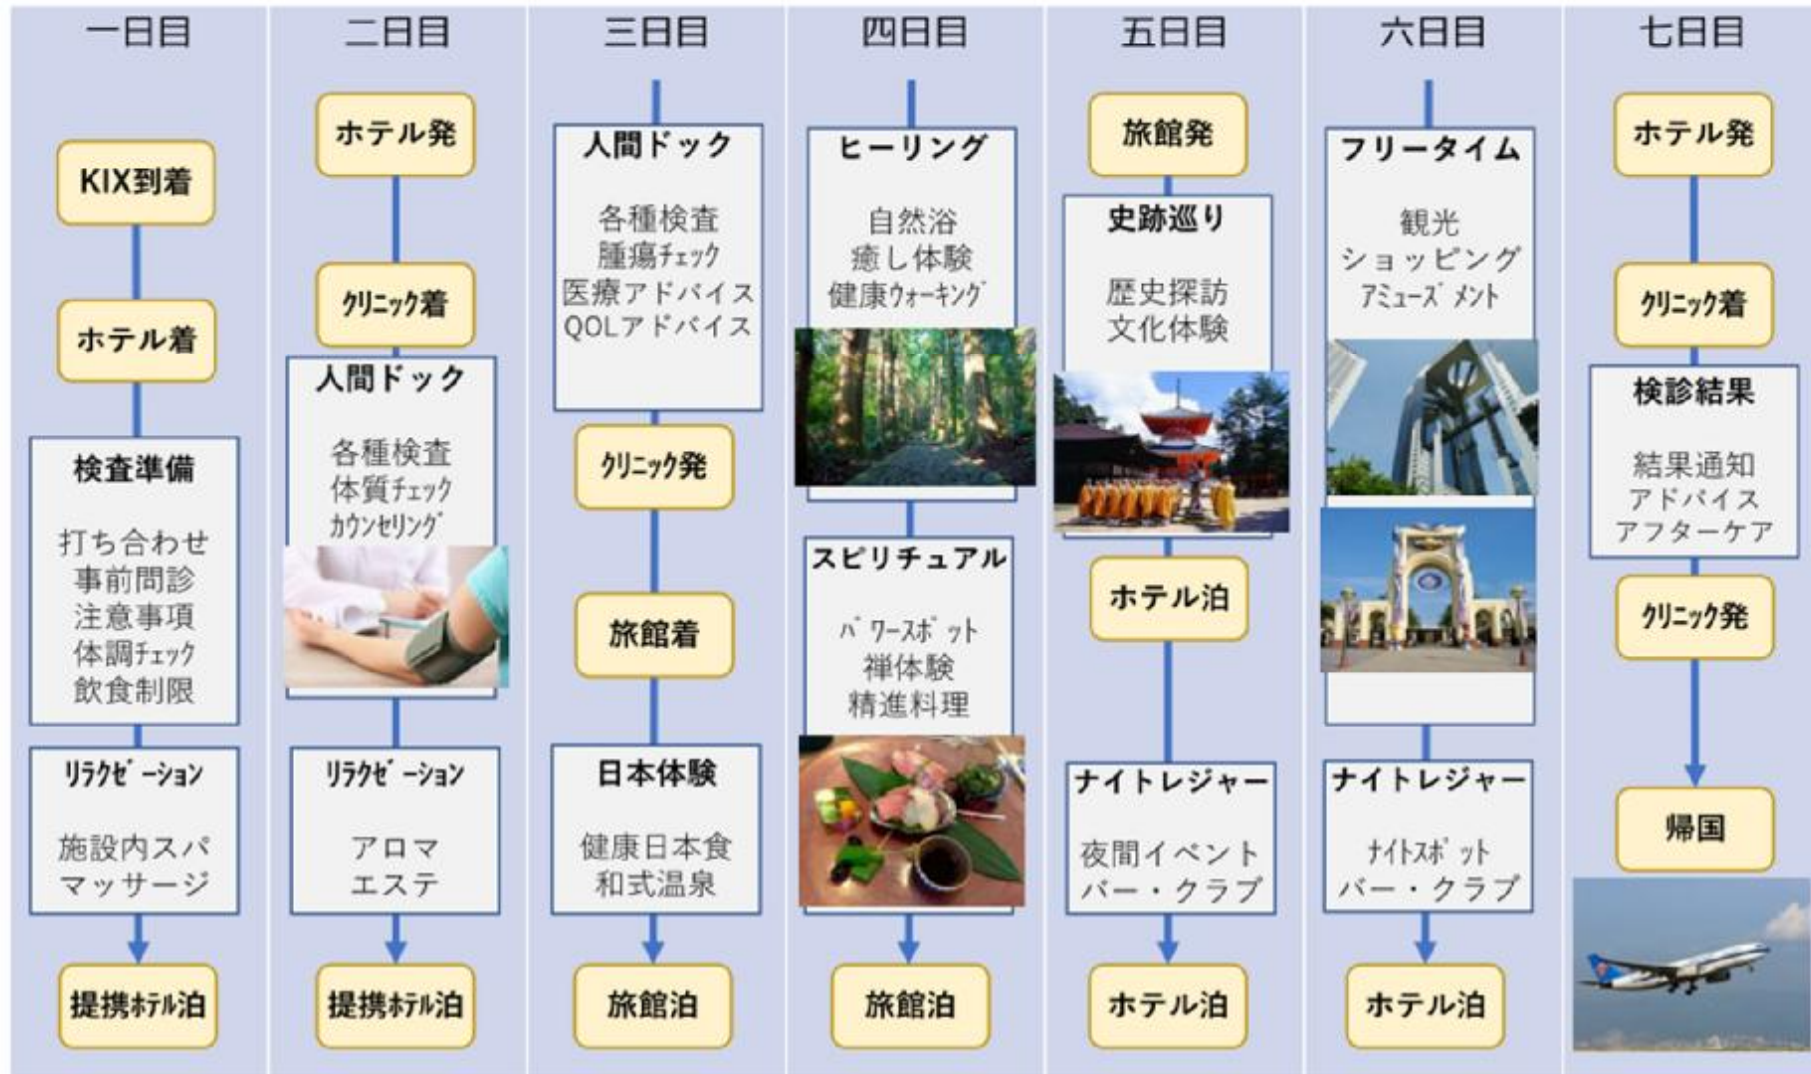 一日目
KIX到着
ホテル着
検査準備
打ち合わせ
事前問診
注意事項
体調ﾁｪｯｸ
飲食制限
ﾘﾗｸｾﾞｰｼｮﾝ
施設内スパ
マッサージ
提携ﾎﾃﾙ泊
二日目
ホテル発
ｸﾘﾆｯｸ着
人間ドック
各種検査
体質ﾁｪｯｸ
ｶｳﾝｾﾘﾝｸﾞ
ﾘﾗｸｾﾞｰｼｮﾝ
アロマ
エステ
提携ﾎﾃﾙ泊
三日目
人間ドック
各種検査
腫瘍ﾁｪｯｸ
医療アドバイス
QOLアドバイス
ｸﾘﾆｯｸ発
旅館着
日本体験
健康日本食
和式温泉
旅館泊
四日目
ヒーリング
自然浴
癒し体験
健康ｳｫｰｷﾝｸﾞ
スピリチュアル
ﾊﾟﾜｰｽﾎﾟｯﾄ
禅体験
精進料理
旅館泊
五日目
旅館発
史跡巡り
歴史探訪
文化体験
ホテル泊
ナイトレジャー
夜間イベント
バー・クラブ
ホテル泊
六日目
フリータイム
観光
ショッピング
ｱﾐｭｰｽﾞﾒﾝﾄ
ナイトレジャー
ﾅｲﾄｽﾎﾟｯﾄ
バー・クラブ
ホテル泊
七日目
ホテル発
ｸﾘﾆｯｸ着
検診結果
結果通知
アドバイス
アフターケア
ｸﾘﾆｯｸ発
帰国